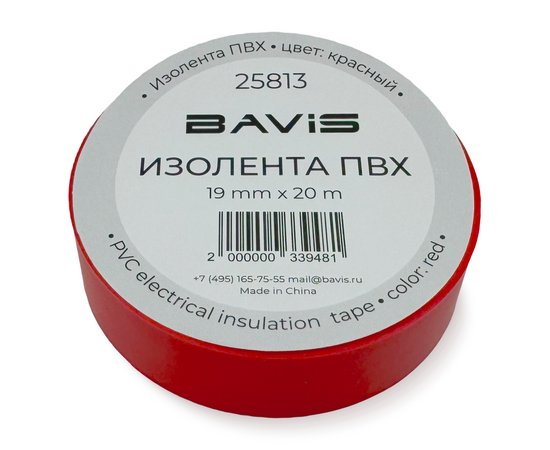 • Изолента ПВХ • цвет: красный •
25813
BAViS
ИЗОЛЕНТА ПВХ
19 mm x 20 m
2 000000 339481
+7 (495) 165-75-55 mail@bavis.ru
Made in China
• PVC electrical insulation tape • color: red •